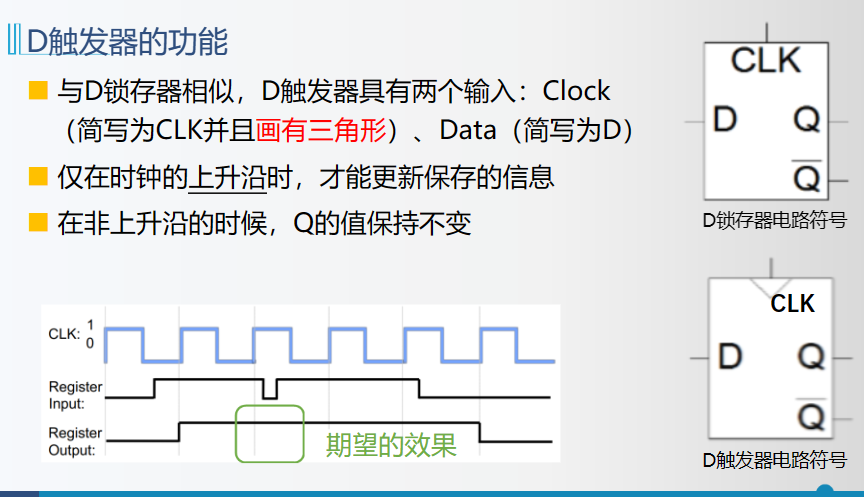 D触发器的功能
与D锁存器相似，D触发器具有两个输入：Clock
（简写为CLK并且画有三角形）、Data（简写为D）
仅在时钟的上升沿时，才能更新保存的信息
在非上升沿的时候，Q的值保持不变
CLK
D Q
Q̅
D锁存器电路符号
CLK
D Q
Q̅
D触发器电路符号
CLK: 1
0
Register
Input:
Register
Output:
期望的效果